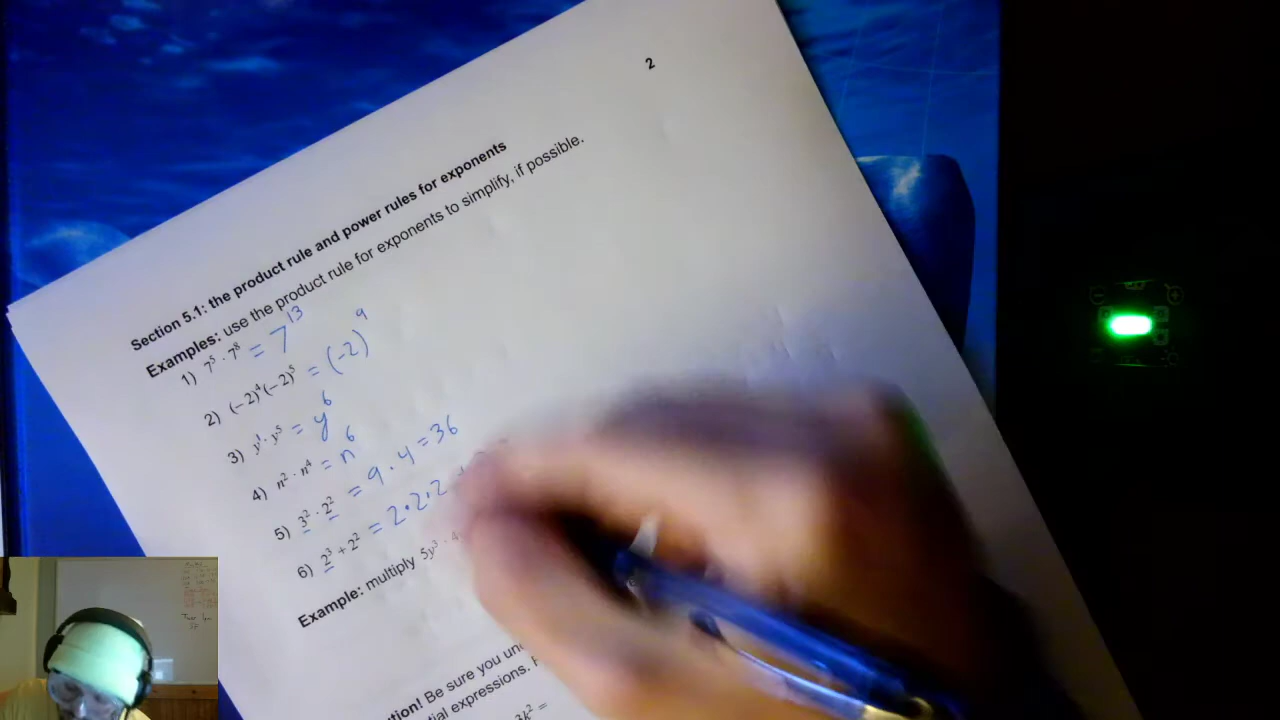 2
Section 5.1: the product rule and power rules for exponents
Examples: use the product rule for exponents to simplify, if possible.
1) 7⁵ · 7⁸ = 7¹³
2) (−2)⁴(−2)⁵ = (-2)⁹
3) y¹ · y⁵ = y⁶
4) n² · n⁴ = n⁶
5) 3² · 2² = 9 · 4 = 36
6) 2³ + 2² = 2·2·2 +
Example: multiply 5y³ · 4
Be sure you
expressions.
3k² =